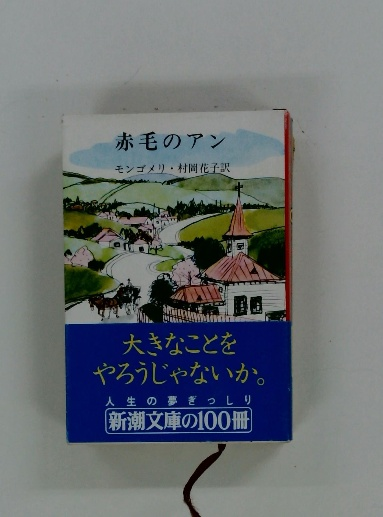 赤毛のアン
モンゴメリ・村岡花子訳
大きなことを
やろうじゃないか。
人生の夢ぎっしり
新潮文庫の100冊